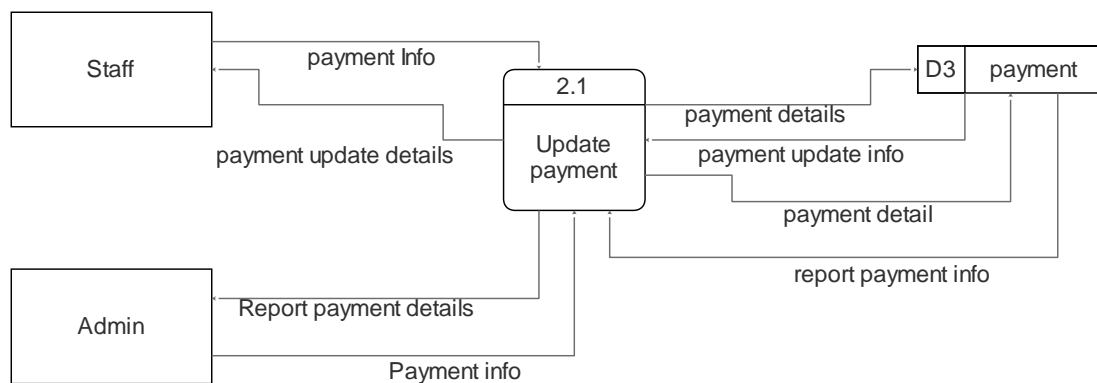 Staff
payment Info
D3
payment
2.1
payment details
Update
payment
payment update details
payment update info
payment detail
report payment info
Report payment details
Admin
Payment info